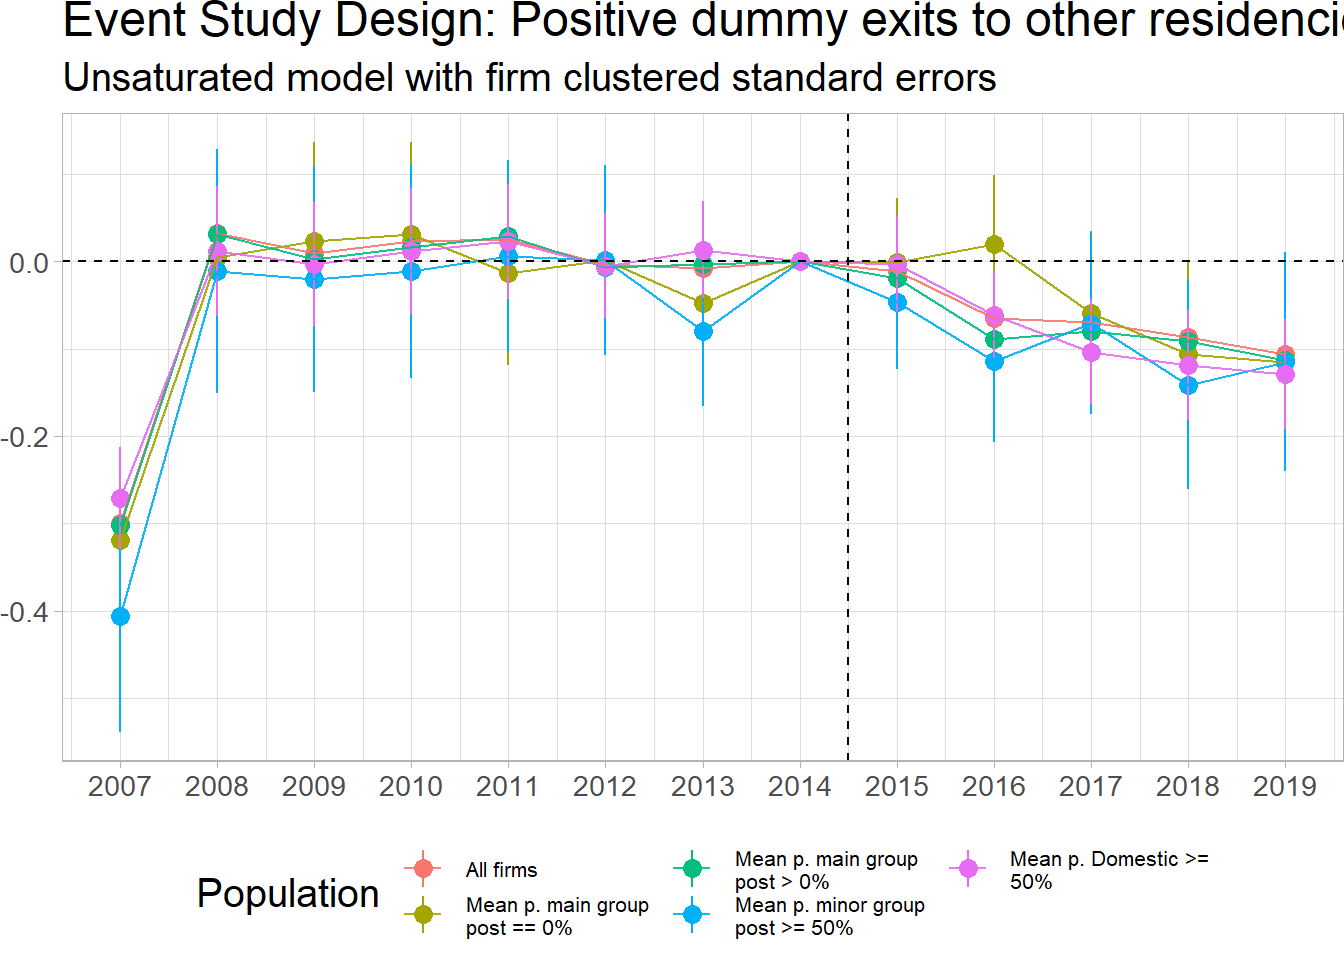 Event Study Design: Positive dummy exits to other
Unsaturated model with firm clustered standard errors
0.0
-0.2
-0.4
2007 2008 2009 2010 2011 2012 2013 2014 2015 2016 2017 2018 2019
Population
All firms
Mean p. main group
post == 0%
Mean p. main group
post > 0%
Mean p. minor group
post >= 50%
Mean p. Domestic >=
50%